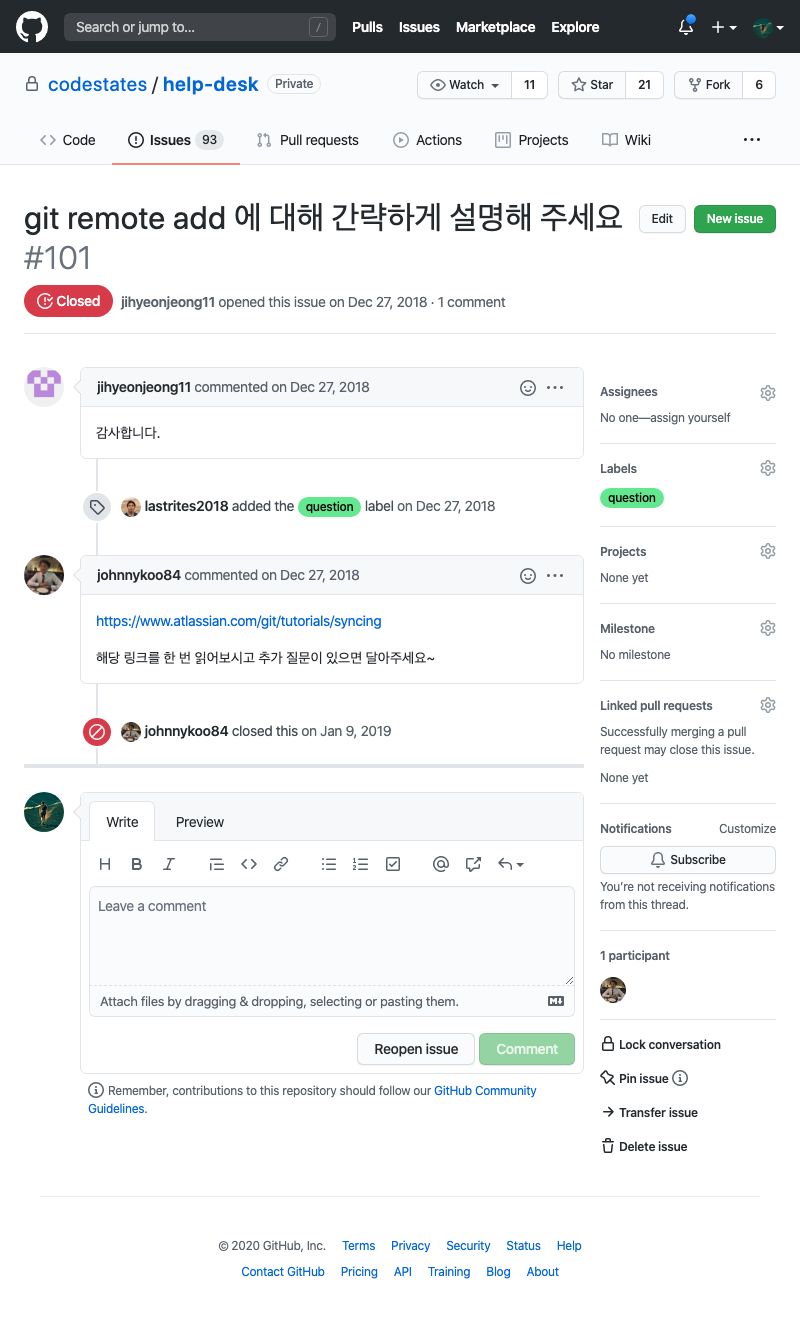 Search or jump to... /
Pulls Issues Marketplace Explore
codestates / help-desk Private
Watch 11 Star 21 Fork 6
Code Issues 93 Pull requests Actions Projects Wiki
git remote add 에 대해 간략하게 설명해 주세요
#101
Edit New issue
Closed jihyeonjeong11 opened this issue on Dec 27, 2018 · 1 comment
jihyeonjeong11 commented on Dec 27, 2018
감사합니다.
lastrites2018 added the question label on Dec 27, 2018
johnnykoo84 commented on Dec 27, 2018
https://www.atlassian.com/git/tutorials/syncing
해당 링크를 한 번 읽어보시고 추가 질문이 있으면 달아주세요~
johnnykoo84 closed this on Jan 9, 2019
Write Preview
H B I
Leave a comment
Attach files by dragging & dropping, selecting or pasting them.
Reopen issue Comment
Remember, contributions to this repository should follow our GitHub Community
Guidelines.
Assignees
No one—assign yourself
Labels
question
Projects
None yet
Milestone
No milestone
Linked pull requests
Successfully merging a pull
request may close this issue.
None yet
Notifications Customize
Subscribe
You're not receiving notifications
from this thread.
1 participant
Lock conversation
Pin issue
Transfer issue
Delete issue
© 2020 GitHub, Inc. Terms Privacy Security Status Help
Contact GitHub Pricing API Training Blog About